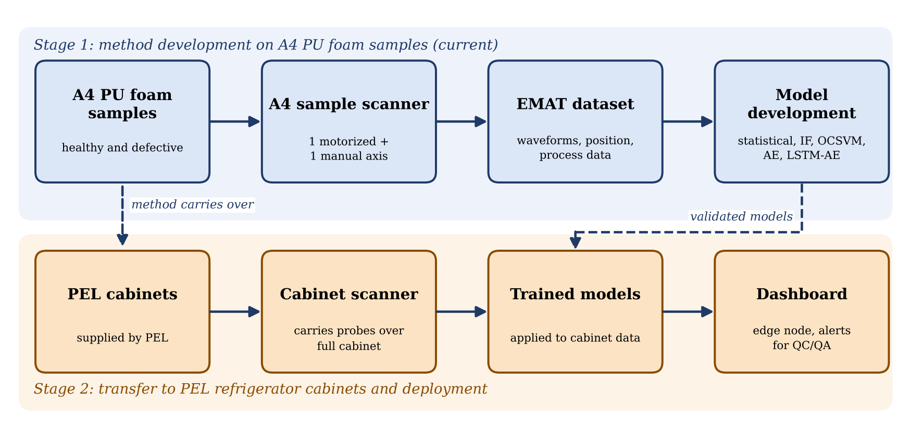 Stage 1: method development on A4 PU foam samples (current)
A4 PU foam
samples
healthy and defective
A4 sample scanner
1 motorized +
1 manual axis
EMAT dataset
waveforms, position,
process data
Model
development
statistical, IF, OCSVM,
AE, LSTM-AE
method carries over
validated models
PEL cabinets
supplied by PEL
Cabinet scanner
carries probes over
full cabinet
Trained models
applied to cabinet data
Dashboard
edge node, alerts
for QC/QA
Stage 2: transfer to PEL refrigerator cabinets and deployment